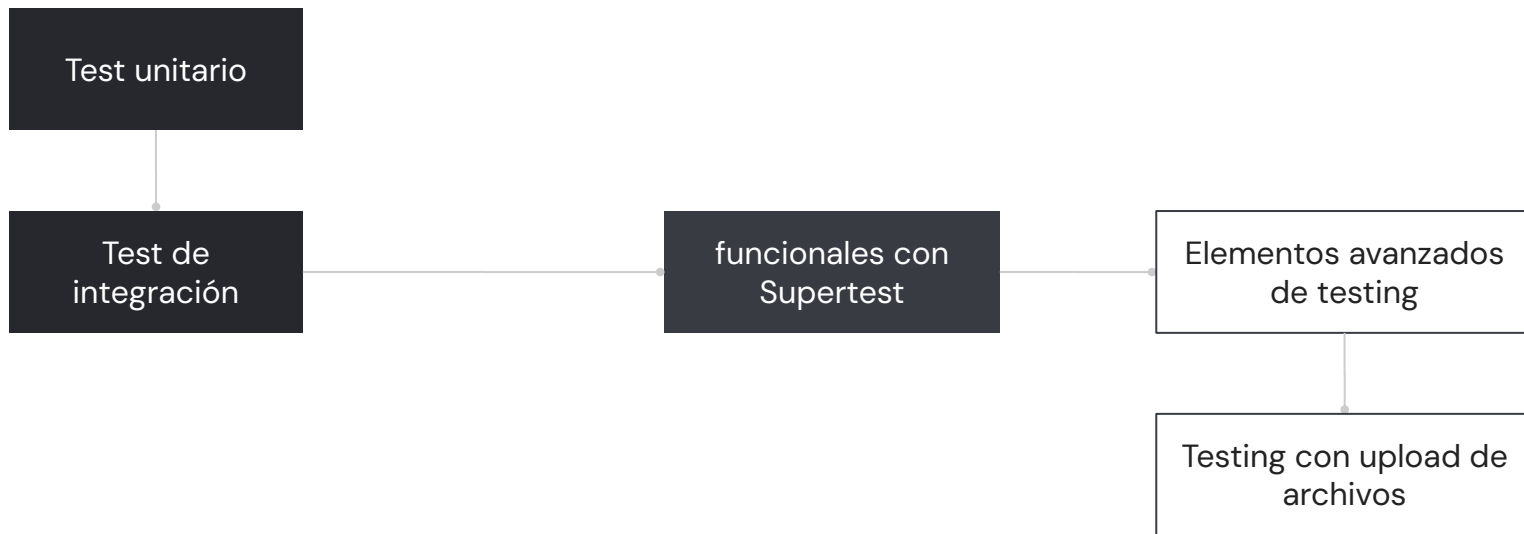 Test unitario
Test de
integración
funcionales con
Supertest
Elementos avanzados
de testing
Testing con upload de
archivos